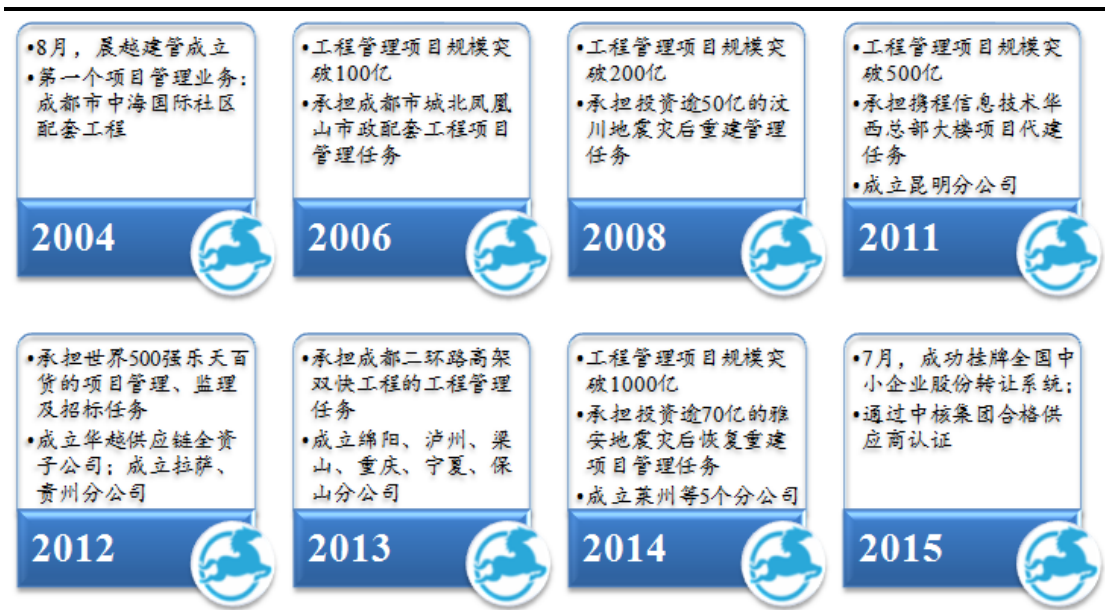 •8月，晨越建管成立
•第一个项目管理业务：
成都市中海国际社区
配套工程
2004
•工程管理项目规模突
破100亿
•承担成都市城北凤凰
山市政配套工程项目
管理任务
2006
•工程管理项目规模突
破200亿
•承担投资逾50亿的汶
川地震灾后重建管理
任务
2008
•工程管理项目规模突
破500亿
•承担携程信息技术华
西总部大楼项目代建
任务
•成立昆明分公司
2011
•承担世界500强乐天百
货的项目管理、监理
及招标任务
•成立华越供应链全资
子公司；成立拉萨、
贵州分公司
2012
•承担成都二环路高架
双快工程的工程管理
任务
•成立绵阳、泸州、梁
山、重庆、宁夏、保
山分公司
2013
•工程管理项目规模突
破1000亿
•承担投资逾70亿的雅
安地震灾后恢复重建
项目管理任务
•成立莱州等5个分公司
2014
•7月，成功挂牌全国中
小企业股份转让系统；
•通过中核集团合格供
应商认证
2015